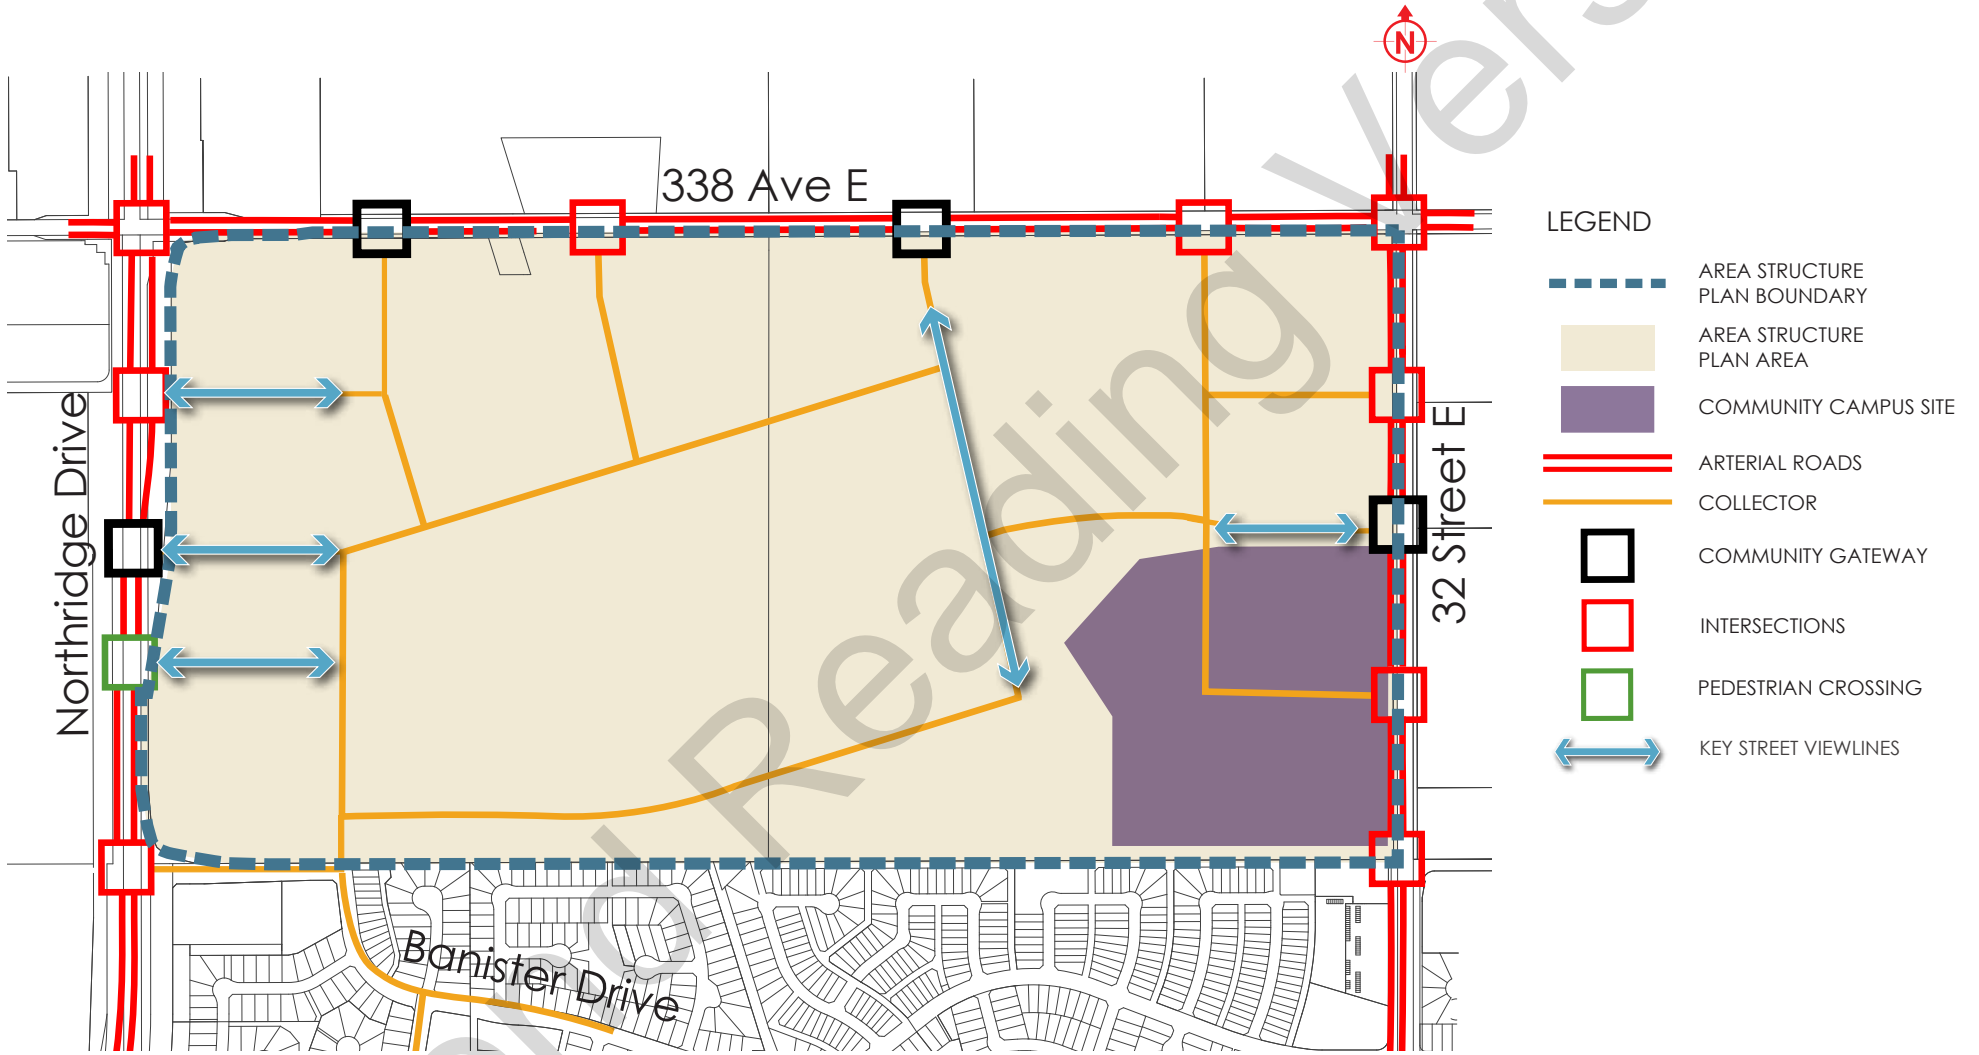 N
338 Ave E
Northridge Drive
32 Street E
Banister Drive
LEGEND
AREA STRUCTURE
PLAN BOUNDARY
AREA STRUCTURE
PLAN AREA
COMMUNITY CAMPUS SITE
ARTERIAL ROADS
COLLECTOR
COMMUNITY GATEWAY
INTERSECTIONS
PEDESTRIAN CROSSING
KEY STREET VIEWLINES
Reading